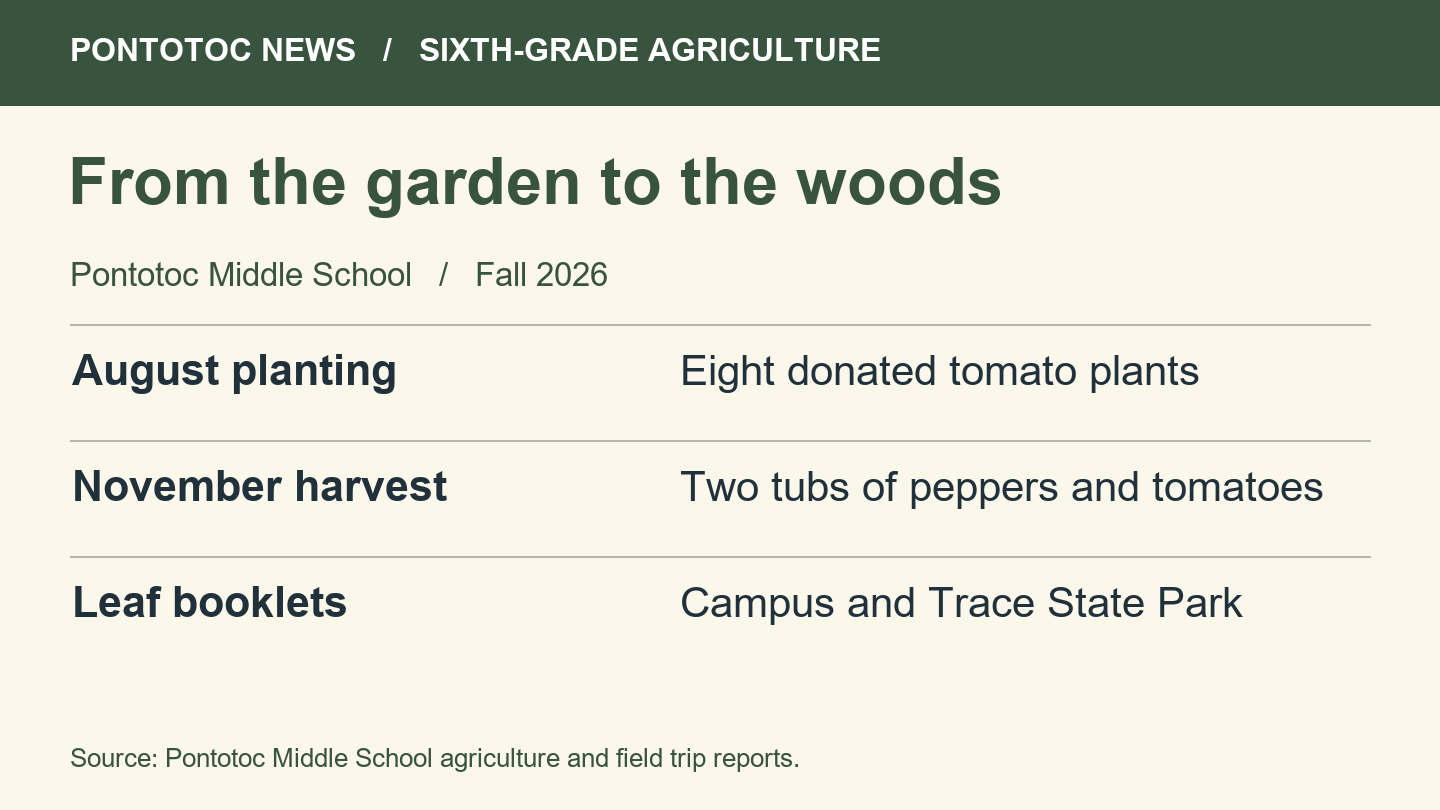 PONTOTOC NEWS / SIXTH-GRADE AGRICULTURE
From the garden to the woods
Pontotoc Middle School / Fall 2026
August planting Eight donated tomato plants
November harvest Two tubs of peppers and tomatoes
Leaf booklets Campus and Trace State Park
Source: Pontotoc Middle School agriculture and field trip reports.